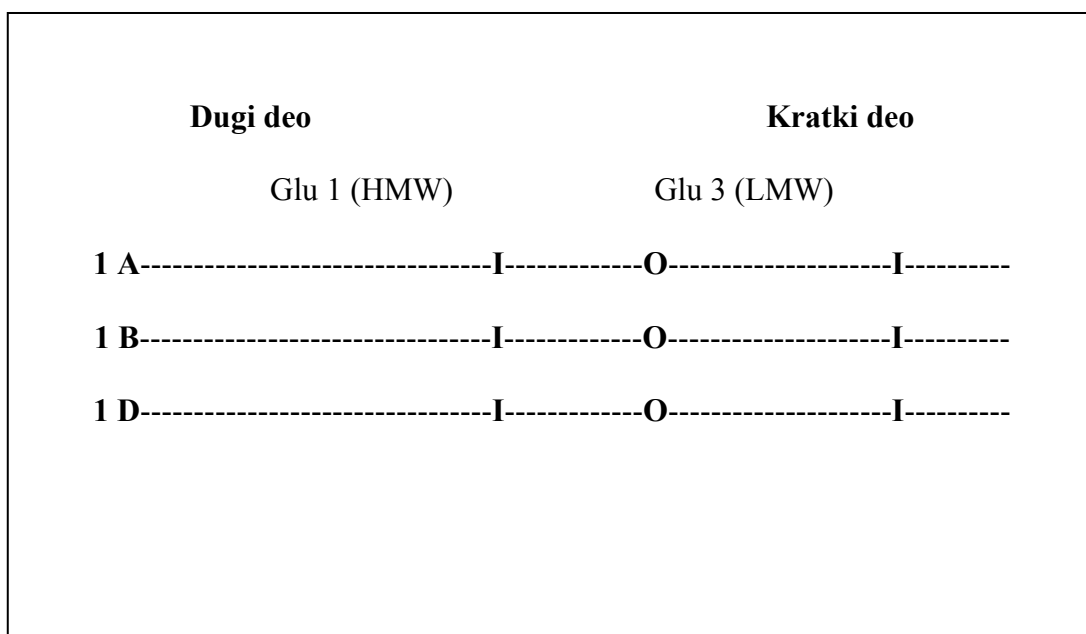 Dugi deo Kratki deo
Glu 1 (HMW) Glu 3 (LMW)
1 A---------------------------------I-------------O---------------------I----------
1 B---------------------------------I-------------O---------------------I----------
1 D---------------------------------I-------------O---------------------I----------